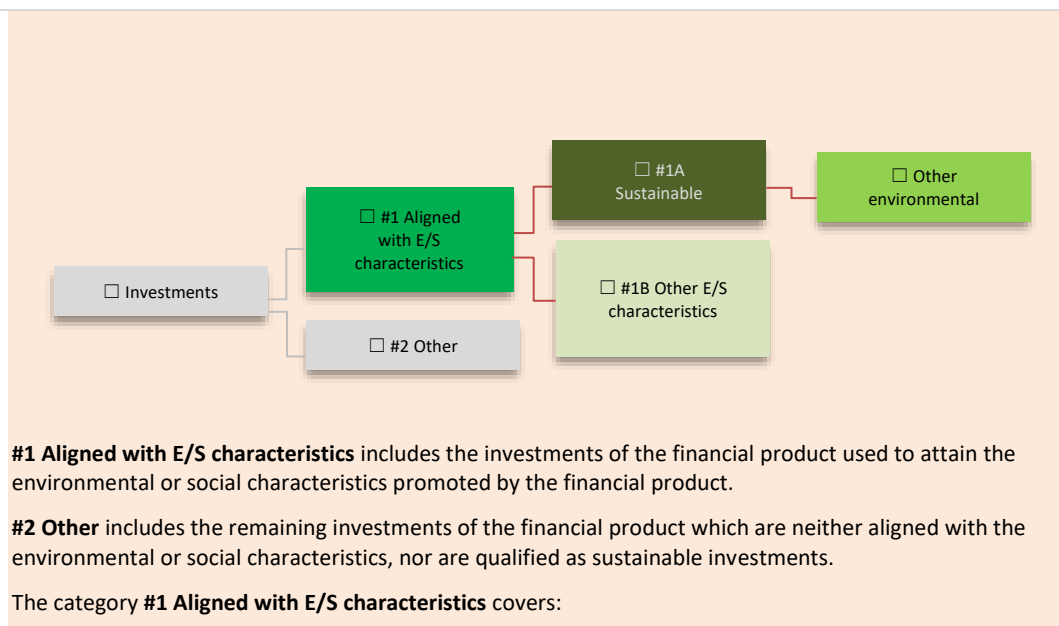 ☐ #1A
Sustainable
☐ Other
environmental
☐ #1 Aligned
with E/S
characteristics
☐ Investments
☐ #1B Other E/S
characteristics
☐ #2 Other
#1 Aligned with E/S characteristics includes the investments of the financial product used to attain the
environmental or social characteristics promoted by the financial product.
#2 Other includes the remaining investments of the financial product which are neither aligned with the
environmental or social characteristics, nor are qualified as sustainable investments.
The category #1 Aligned with E/S characteristics covers: